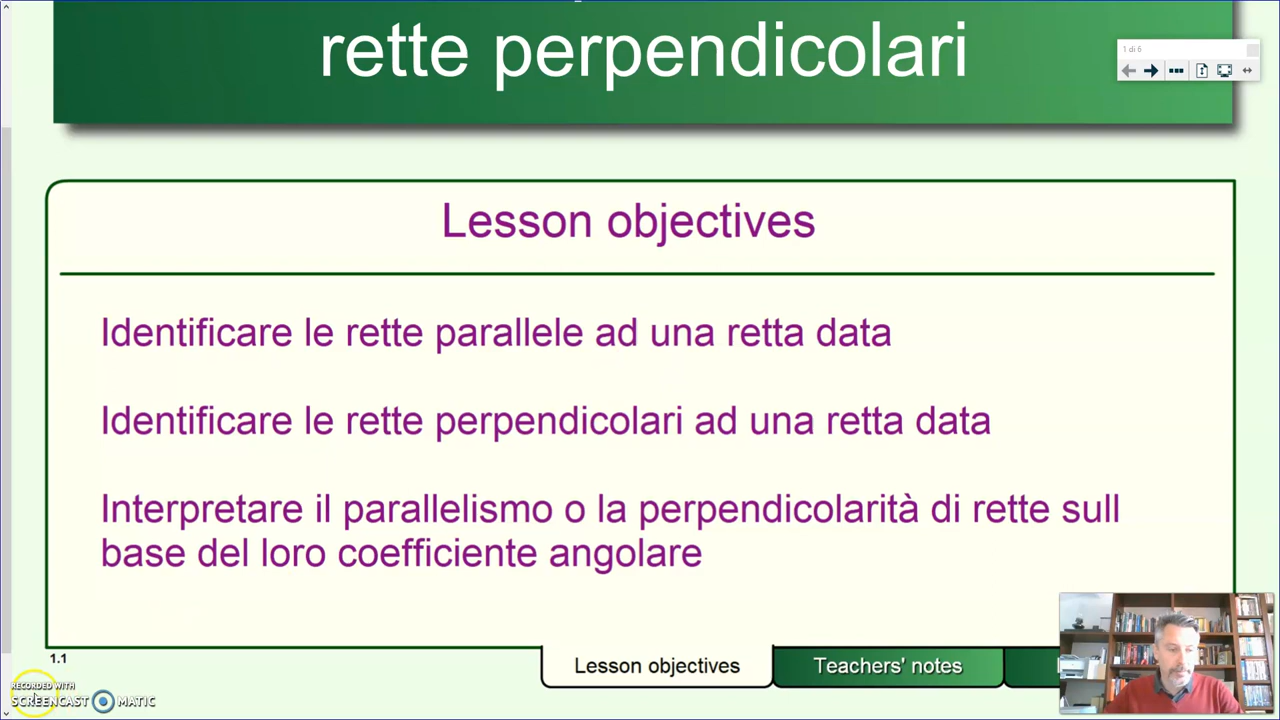 rette perpendicolari
1 di 6
Lesson objectives
Identificare le rette parallele ad una retta data
Identificare le rette perpendicolari ad una retta data
Interpretare il parallelismo o la perpendicolarità di rette sull
base del loro coefficiente angolare
1.1
Lesson objectives
Teachers' notes
RECORDED WITH
SCREENCAST MATIC